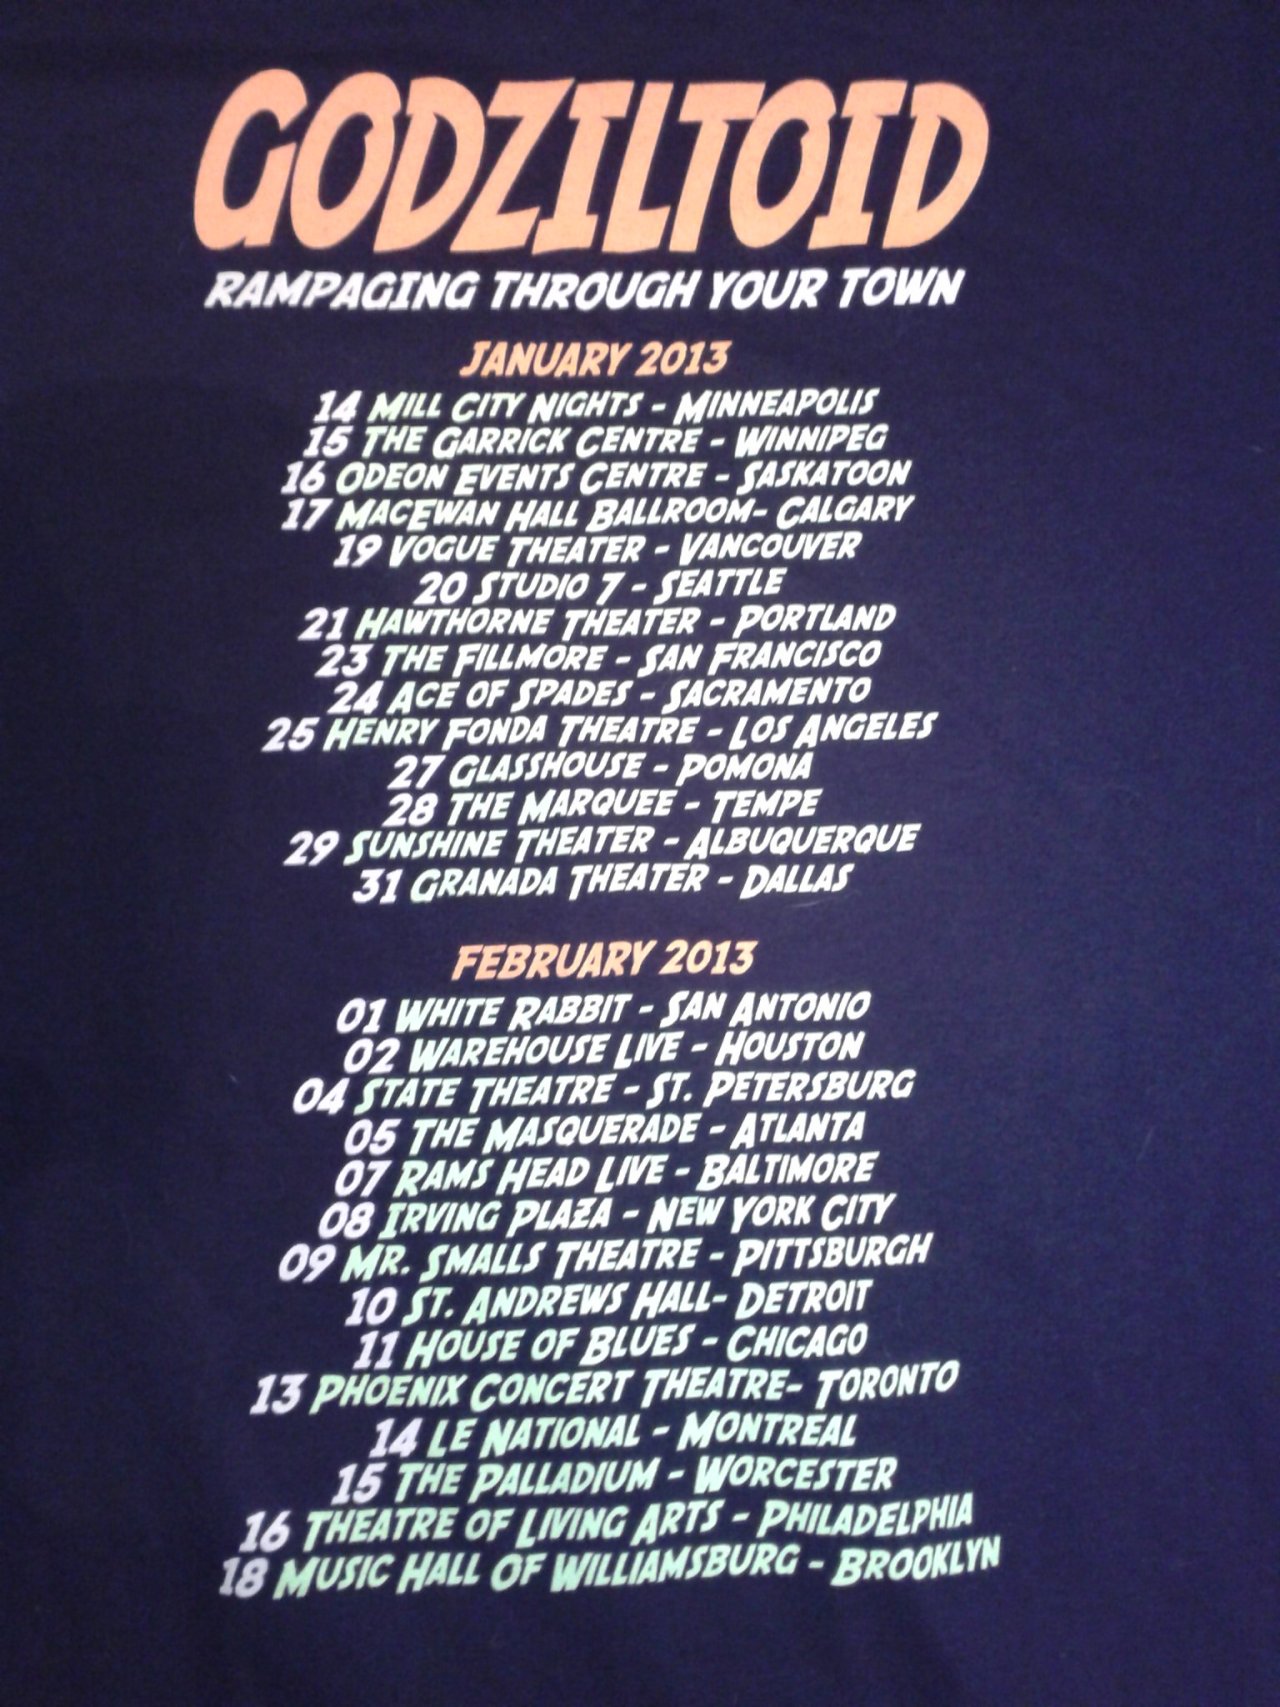 GODZILTOID
RAMPAGING THROUGH YOUR TOWN
JANUARY 2013
14 MILL CITY NIGHTS - MINNEAPOLIS
15 THE GARRICK CENTRE - WINNIPEG
16 ODEON EVENTS CENTRE - SASKATOON
17 MACEWAN HALL BALLROOM- CALGARY
19 VOGUE THEATER - VANCOUVER
20 STUDIO 7 - SEATTLE
21 HAWTHORNE THEATER - PORTLAND
23 THE FILLMORE - SAN FRANCISCO
24 ACE OF SPADES - SACRAMENTO
25 HENRY FONDA THEATRE - LOS ANGELES
27 GLASSHOUSE - POMONA
28 THE MARQUEE - TEMPE
29 SUNSHINE THEATER - ALBUQUERQUE
31 GRANADA THEATER - DALLAS
FEBRUARY 2013
01 WHITE RABBIT - SAN ANTONIO
02 WAREHOUSE LIVE - HOUSTON
04 STATE THEATRE - ST. PETERSBURG
05 THE MASQUERADE - ATLANTA
07 RAMS HEAD LIVE - BALTIMORE
08 IRVING PLAZA - NEW YORK CITY
09 MR. SMALLS THEATRE - PITTSBURGH
10 ST. ANDREWS HALL- DETROIT
11 HOUSE OF BLUES - CHICAGO
13 PHOENIX CONCERT THEATRE- TORONTO
14 LE NATIONAL - MONTREAL
15 THE PALLADIUM - WORCESTER
16 THEATRE OF LIVING ARTS - PHILADELPHIA
18 MUSIC HALL OF WILLIAMSBURG - BROOKLYN